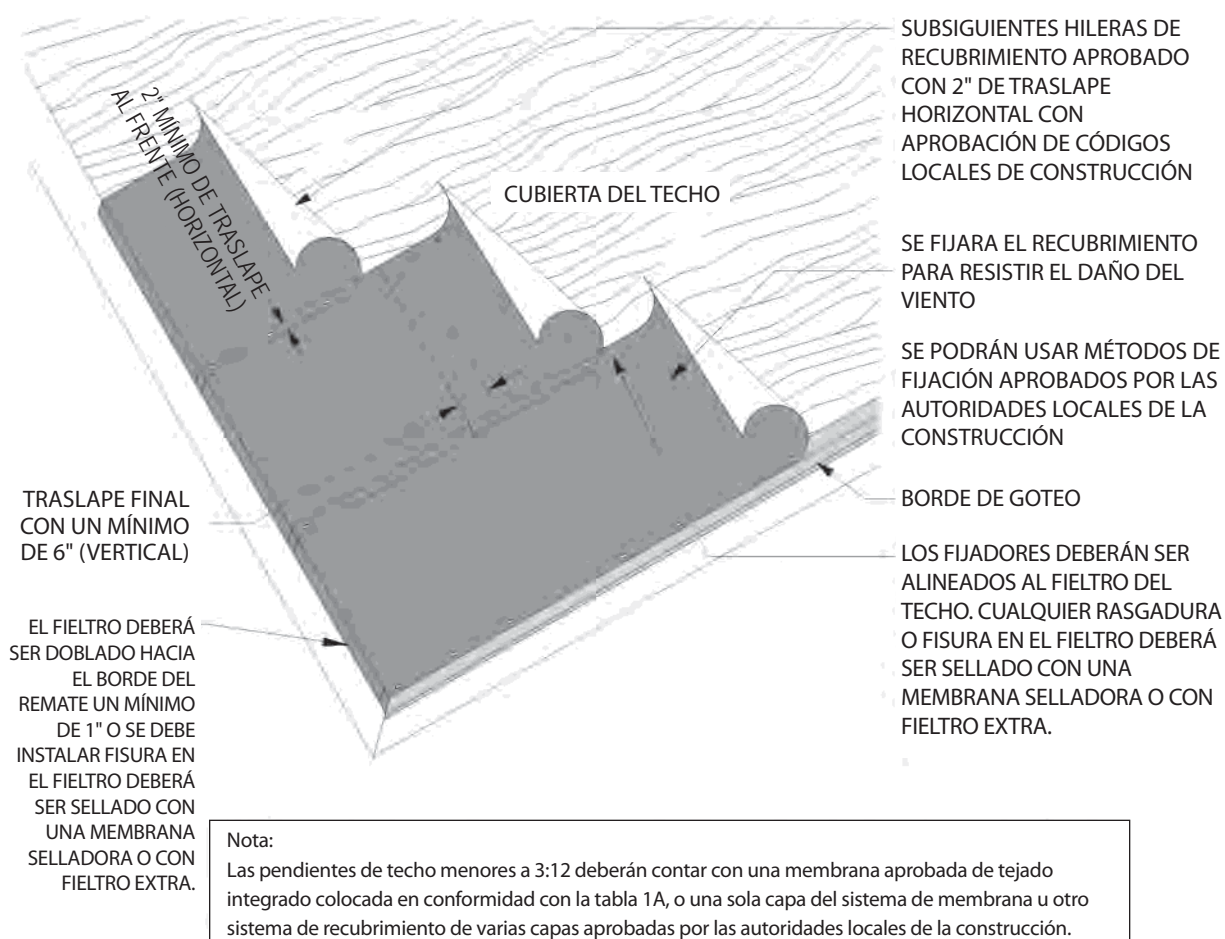 SUBSIGUIENTES HILERAS DE
RECUBRIMIENTO APROBADO
CON 2" DE TRASLAPE
HORIZONTAL CON
APROBACIÓN DE CÓDIGOS
LOCALES DE CONSTRUCCIÓN
2" MÍNIMO DE TRASLAPE
AL FRENTE (HORIZONTAL)
CUBIERTA DEL TECHO
SE FIJARA EL RECUBRIMIENTO
PARA RESISTIR EL DAÑO DEL
VIENTO
SE PODRÁN USAR MÉTODOS DE
FIJACIÓN APROBADOS POR LAS
AUTORIDADES LOCALES DE LA
CONSTRUCCIÓN
TRASLAPE FINAL
CON UN MÍNIMO
DE 6" (VERTICAL)
BORDE DE GOTEO
LOS FIJADORES DEBERÁN SER
ALINEADOS AL FIELTRO DEL
TECHO. CUALQUIER RASGADURA
O FISURA EN EL FIELTRO DEBERÁ
SER SELLADO CON UNA
MEMBRANA SELLADORA O CON
FIELTRO EXTRA.
EL FIELTRO DEBERÁ
SER DOBLADO HACIA
EL BORDE DEL
REMATE UN MÍNIMO
DE 1" O SE DEBE
INSTALAR FISURA EN
EL FIELTRO DEBERÁ
SER SELLADO CON
UNA MEMBRANA
SELLADORA O CON
FIELTRO EXTRA.
Nota:
Las pendientes de techo menores a 3:12 deberán contar con una membrana aprobada de tejado
integrado colocada en conformidad con la tabla 1A, o una sola capa del sistema de membrana u otro
sistema de recubrimiento de varias capas aprobadas por las autoridades locales de la construcción.